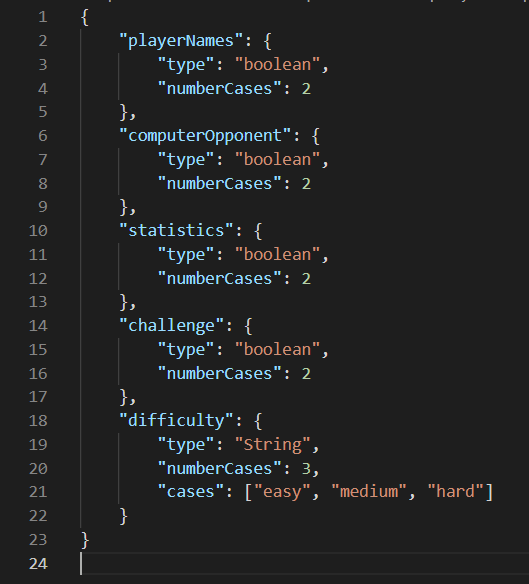 1 {
2     "playerNames": {
3         "type": "boolean",
4         "numberCases": 2
5     },
6     "computerOpponent": {
7         "type": "boolean",
8         "numberCases": 2
9     },
10     "statistics": {
11         "type": "boolean",
12         "numberCases": 2
13     },
14     "challenge": {
15         "type": "boolean",
16         "numberCases": 2
17     },
18     "difficulty": {
19         "type": "String",
20         "numberCases": 3,
21         "cases": ["easy", "medium", "hard"]
22     }
23 }
24